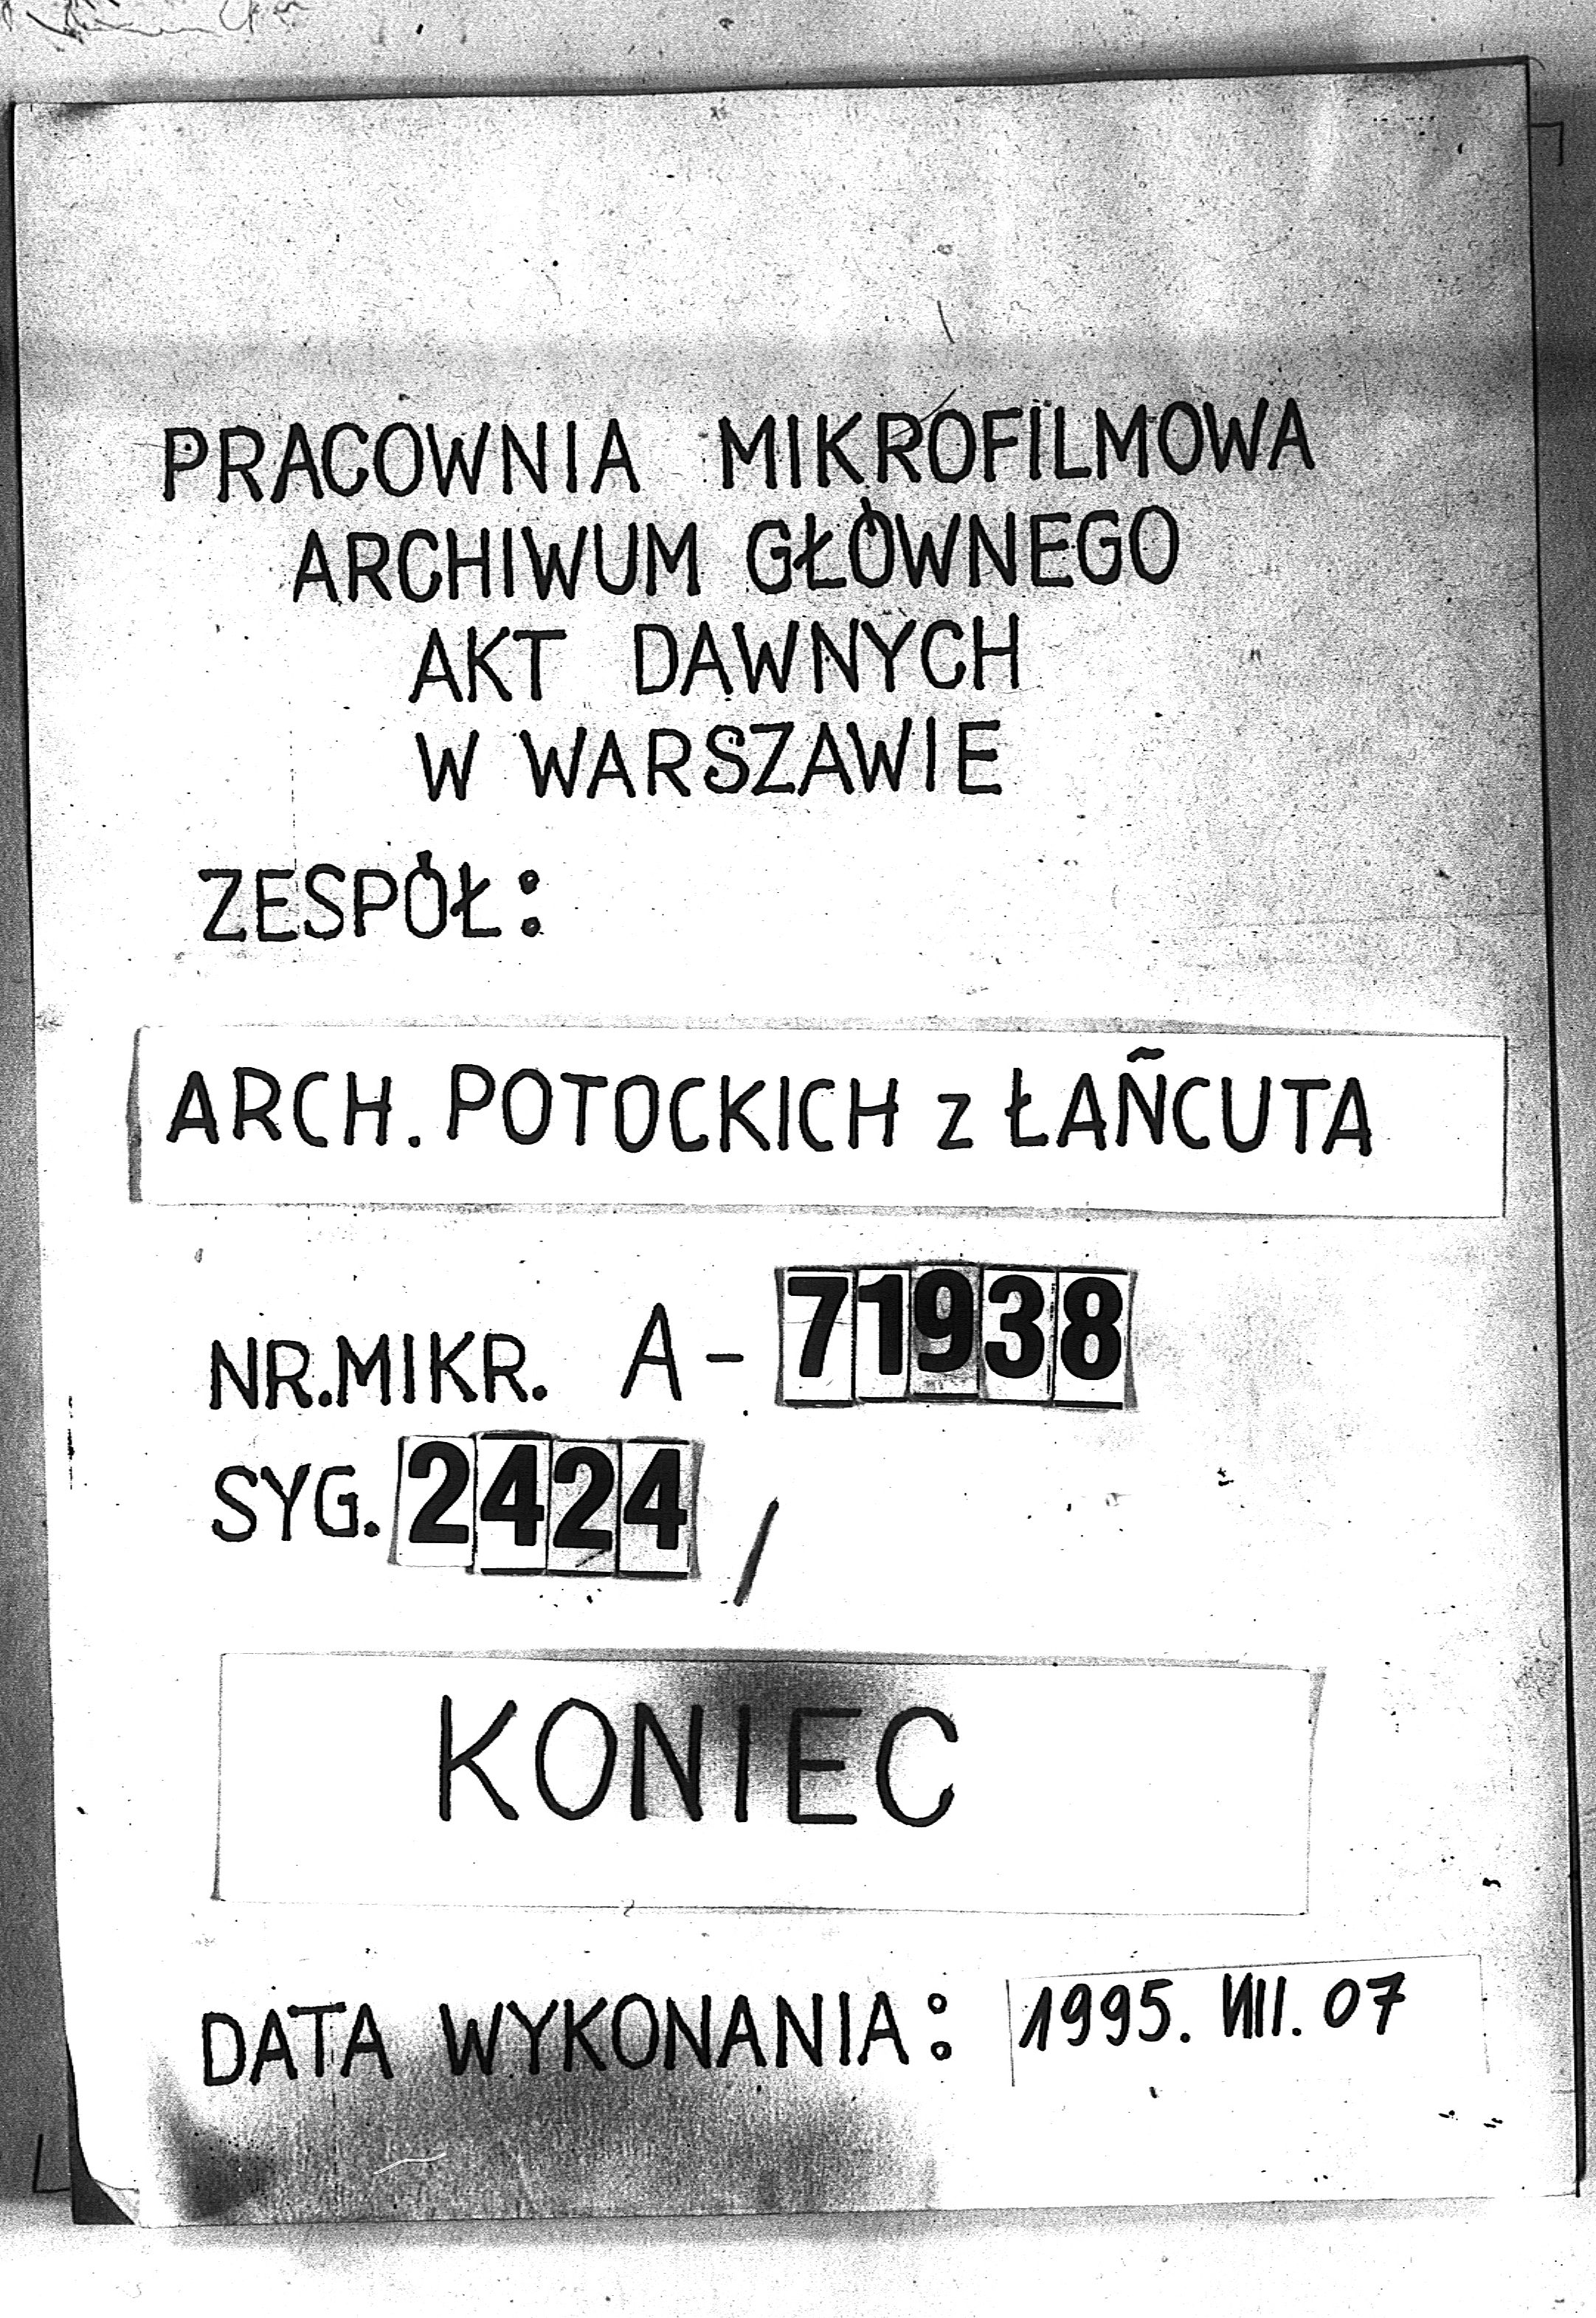 PRACOWNIA MIKROFILMOWA
ARCHIWUM GŁÓWNEGO
AKT DAWNYCH
W WARSZAWIE
ZESPÓŁ:
ARCH. POTOCKICH z ŁAŃCUTA
NR.MIKR. A-71938
SYG. 2424 /
KONIEC
DATA WYKONANIA: 1995. VIII. 07